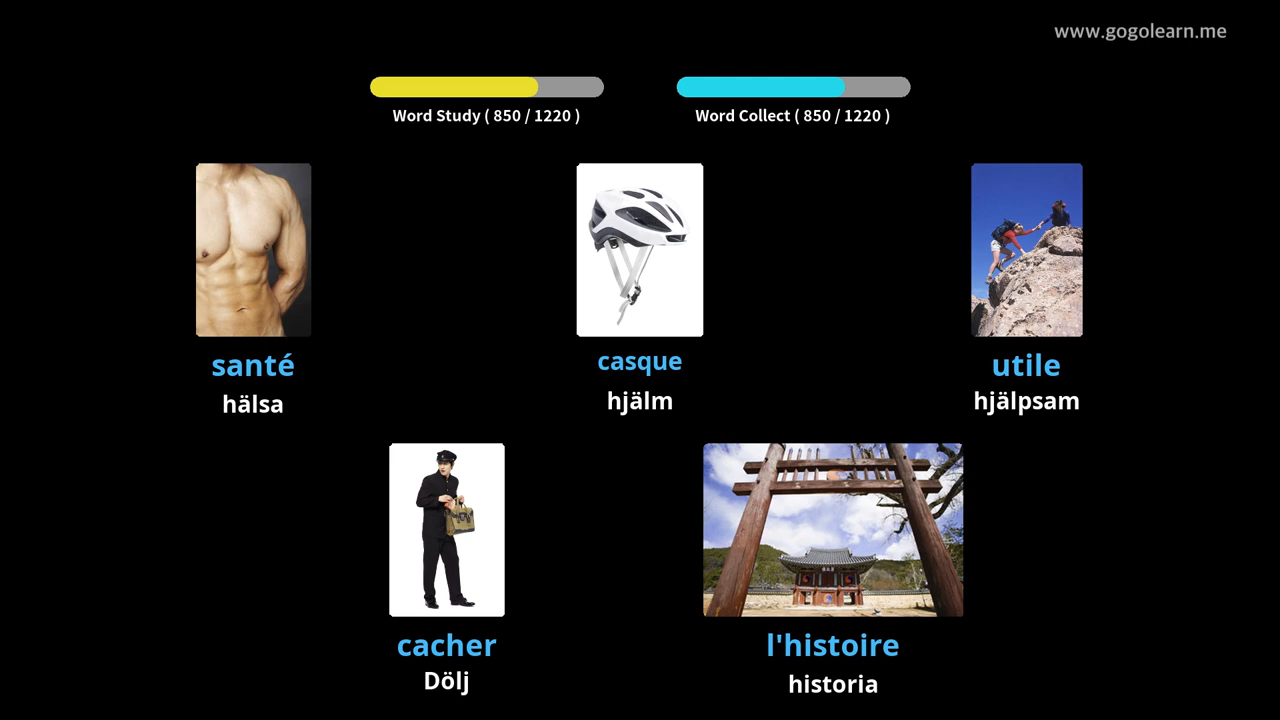 www.gogolearn.me
Word Study ( 850 / 1220 )
Word Collect ( 850 / 1220 )
santé
hälsa
casque
hjälm
utile
hjälpsam
cacher
Dölj
l'histoire
historia